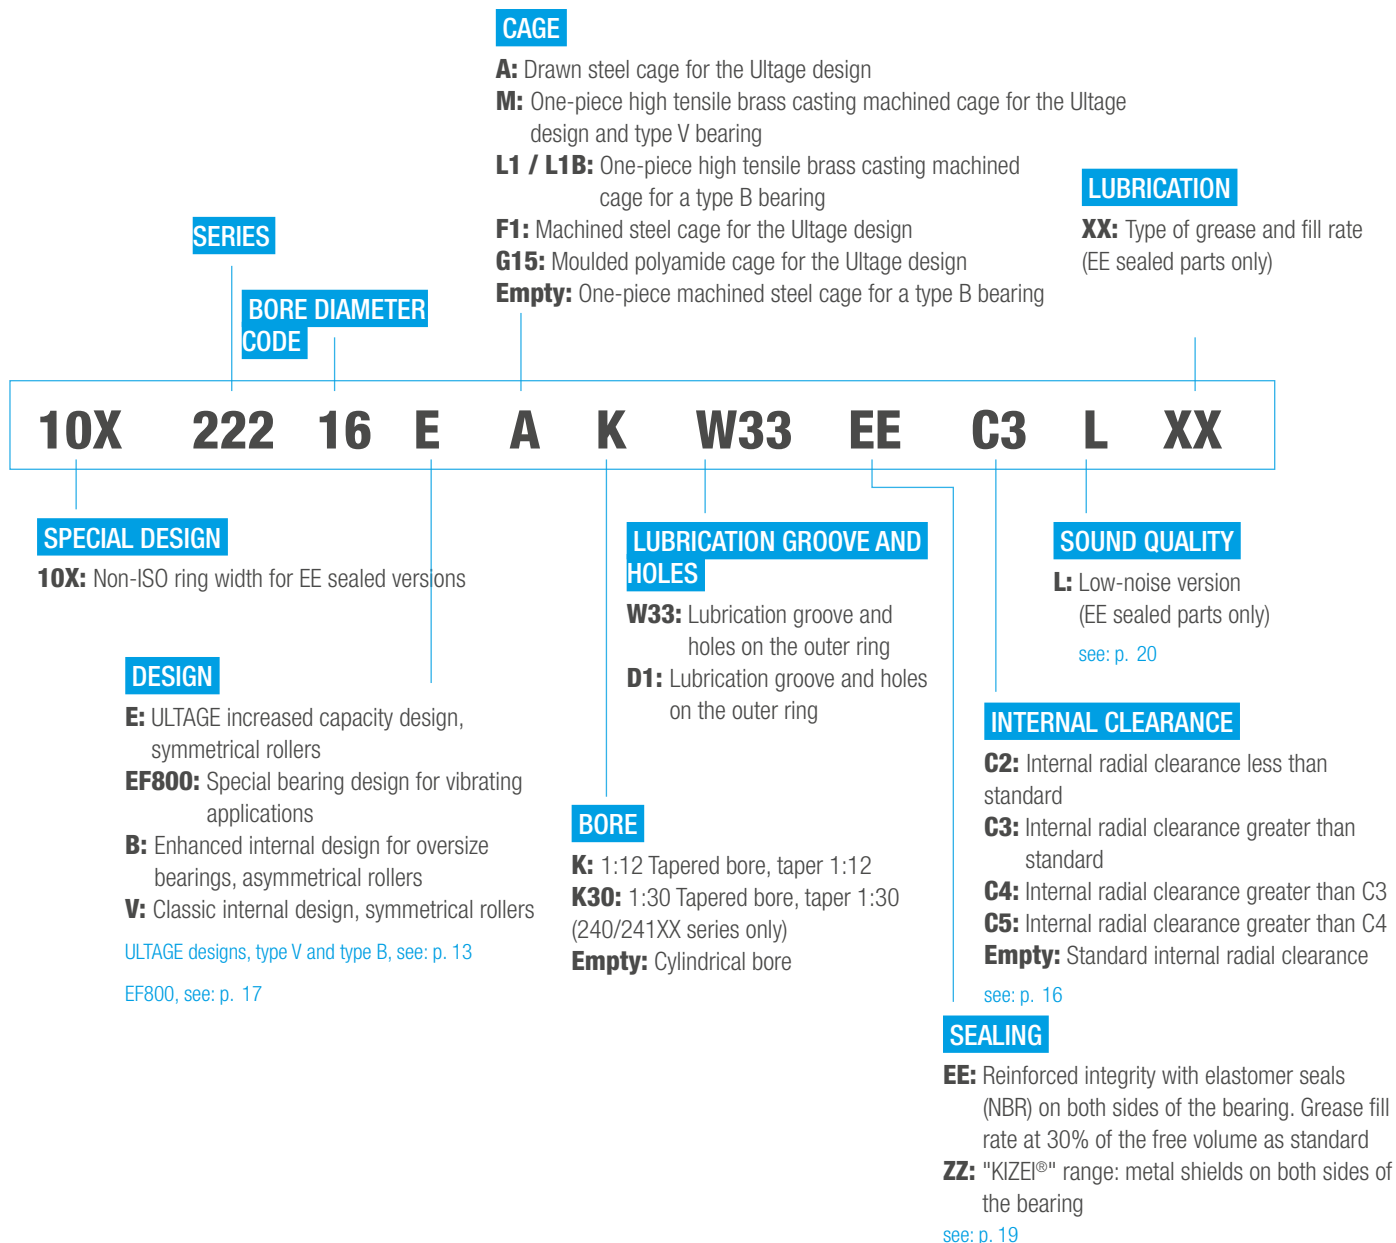 CAGE
A: Drawn steel cage for the Ultage design
M: One-piece high tensile brass casting machined cage for the Ultage
design and type V bearing
L1 / L1B: One-piece high tensile brass casting machined
cage for a type B bearing
F1: Machined steel cage for the Ultage design
G15: Moulded polyamide cage for the Ultage design
Empty: One-piece machined steel cage for a type B bearing
LUBRICATION
XX: Type of grease and fill rate
(EE sealed parts only)
SERIES
BORE DIAMETER
CODE
10X 222 16 E A K W33 EE C3 L XX
SPECIAL DESIGN
10X: Non-ISO ring width for EE sealed versions
DESIGN
E: ULTAGE increased capacity design,
symmetrical rollers
EF800: Special bearing design for vibrating
applications
B: Enhanced internal design for oversize
bearings, asymmetrical rollers
V: Classic internal design, symmetrical rollers
ULTAGE designs, type V and type B, see: p. 13
EF800, see: p. 17
BORE
K: 1:12 Tapered bore, taper 1:12
K30: 1:30 Tapered bore, taper 1:30
(240/241XX series only)
Empty: Cylindrical bore
LUBRICATION GROOVE AND
HOLES
W33: Lubrication groove and
holes on the outer ring
D1: Lubrication groove and holes
on the outer ring
SOUND QUALITY
L: Low-noise version
(EE sealed parts only)
see: p. 20
INTERNAL CLEARANCE
C2: Internal radial clearance less than
standard
C3: Internal radial clearance greater than
standard
C4: Internal radial clearance greater than C3
C5: Internal radial clearance greater than C4
Empty: Standard internal radial clearance
see: p. 16
SEALING
EE: Reinforced integrity with elastomer seals
(NBR) on both sides of the bearing. Grease fill
rate at 30% of the free volume as standard
ZZ: "KIZEI®" range: metal shields on both sides of
the bearing
see: p. 19